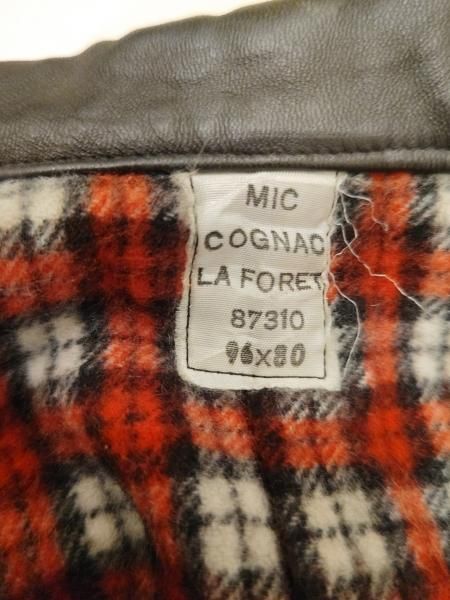 MIC
COGNAC
LA FORET
87310
96x80